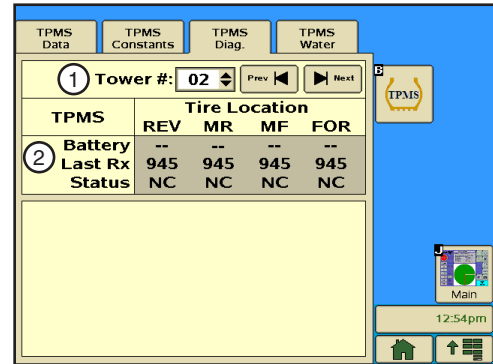 TPMS Data
TPMS Constants
TPMS Diag.
TPMS Water
1 Tower #: 02 Prev Next
B
TPMS
TPMS Tire Location
REV MR MF FOR
2 Battery -- -- -- --
Last Rx 945 945 945 945
Status NC NC NC NC
J
Main
12:54pm